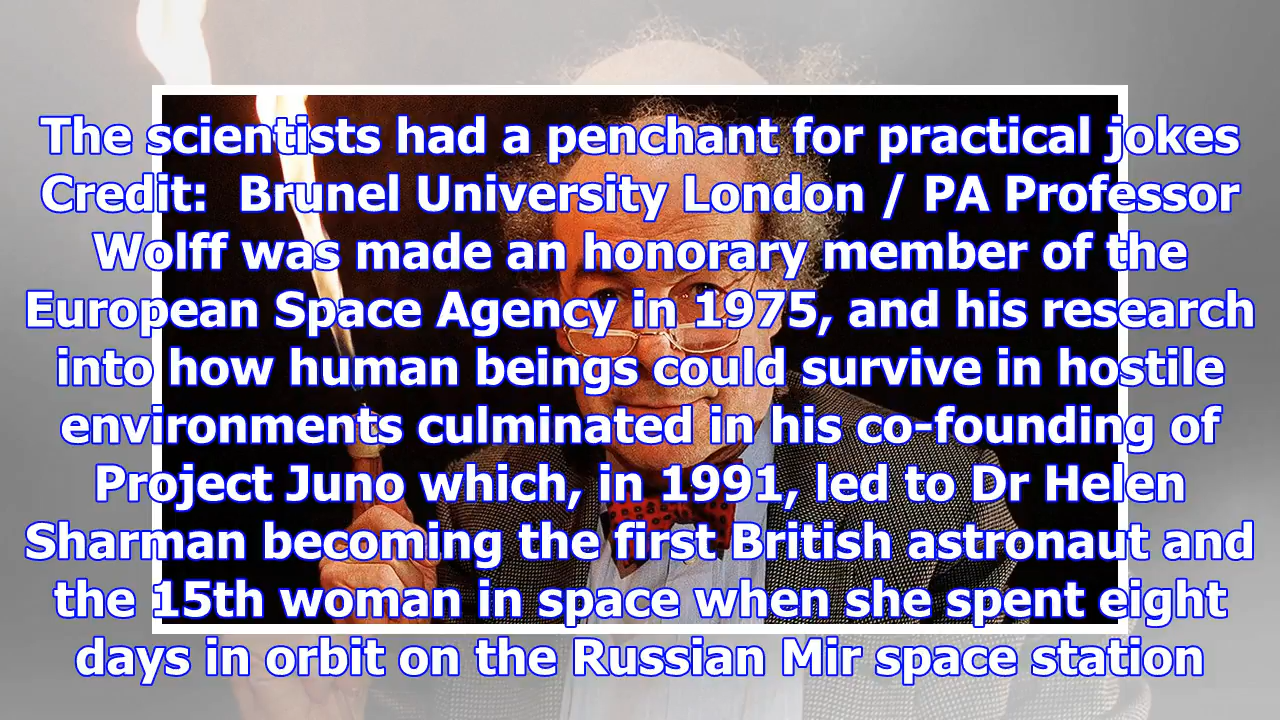 The scientists had a penchant for practical jokes
Credit:  Brunel University London / PA Professor
Wolff was made an honorary member of the
European Space Agency in 1975, and his research
into how human beings could survive in hostile
environments culminated in his co-founding of
Project Juno which, in 1991, led to Dr Helen
Sharman becoming the first British astronaut and
the 15th woman in space when she spent eight
days in orbit on the Russian Mir space station